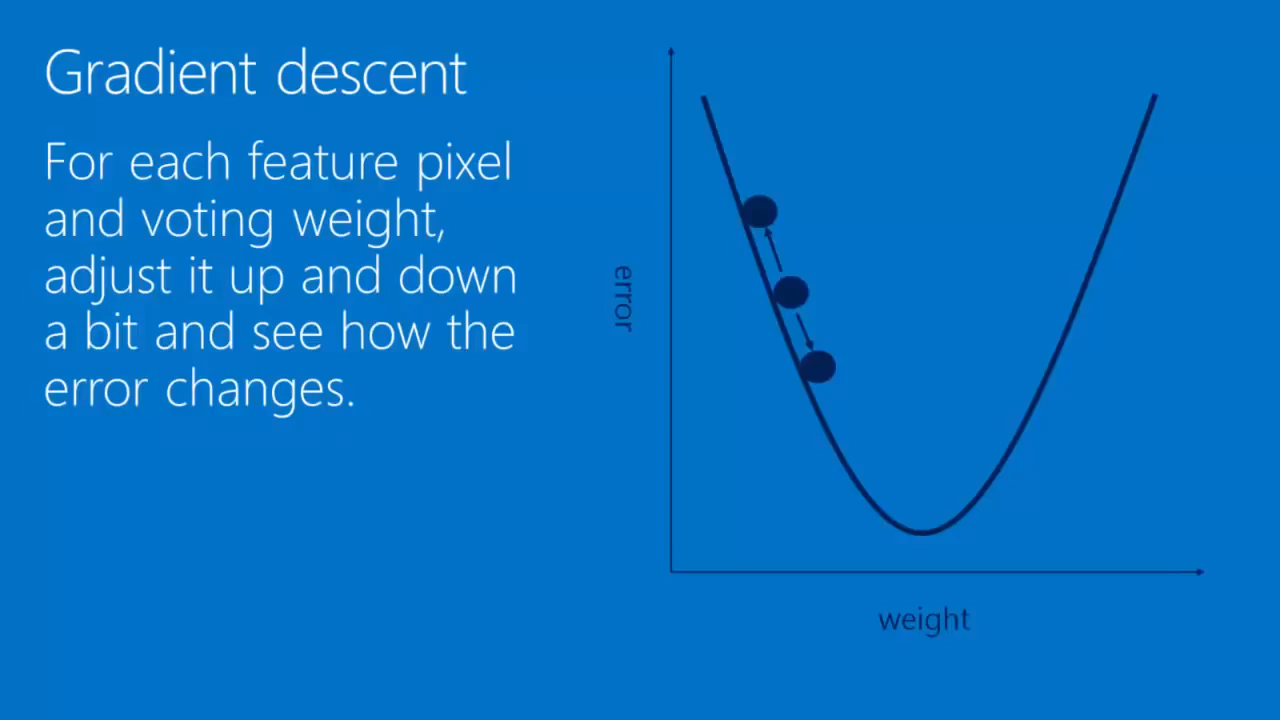 Gradient descent
For each feature pixel
and voting weight,
adjust it up and down
a bit and see how the
error changes.
error
weight